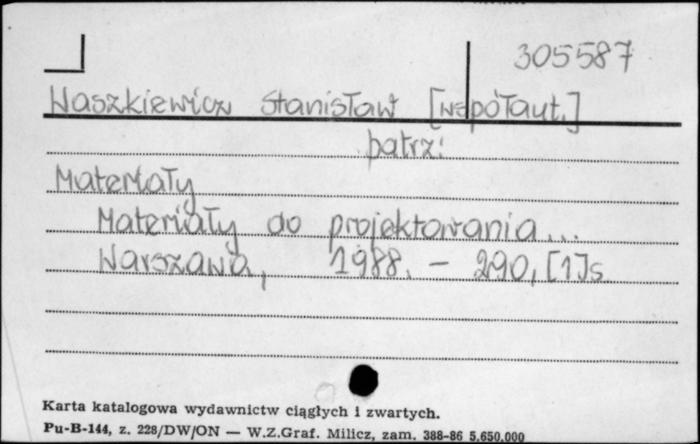 305587
Waszkiewicz Stanisław [współaut.]
patrz:
Materiały
Materiały do projektowania...
Warszawa, 1988. – 290, [1] s.
Karta katalogowa wydawnictw ciągłych i zwartych.
Pu-B-144, z. 228/DW/ON — W.Z.Graf. Milicz, zam. 388-86 5.650.000